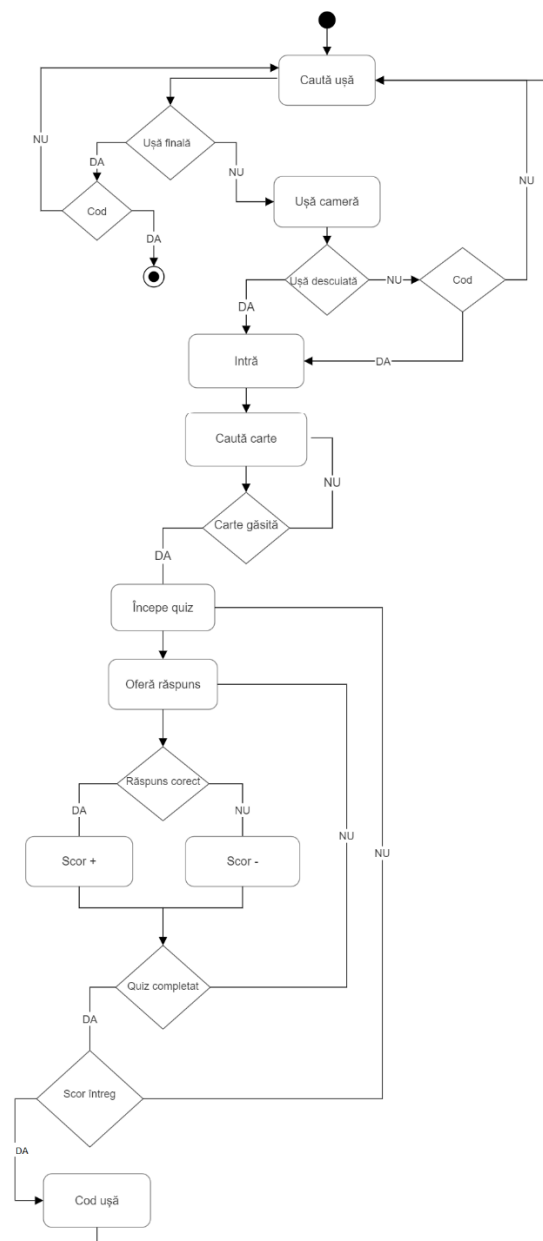 Caută ușă
Ușă finală
NU
DA
NU
Cod
Ușă cameră
DA
Ușă descuiată
NU
Cod
NU
DA
Intră
DA
Caută carte
NU
Carte găsită
DA
Începe quiz
Oferă răspuns
Răspuns corect
DA
NU
NU
NU
Scor +
Scor -
Quiz completat
DA
Scor întreg
DA
Cod ușă